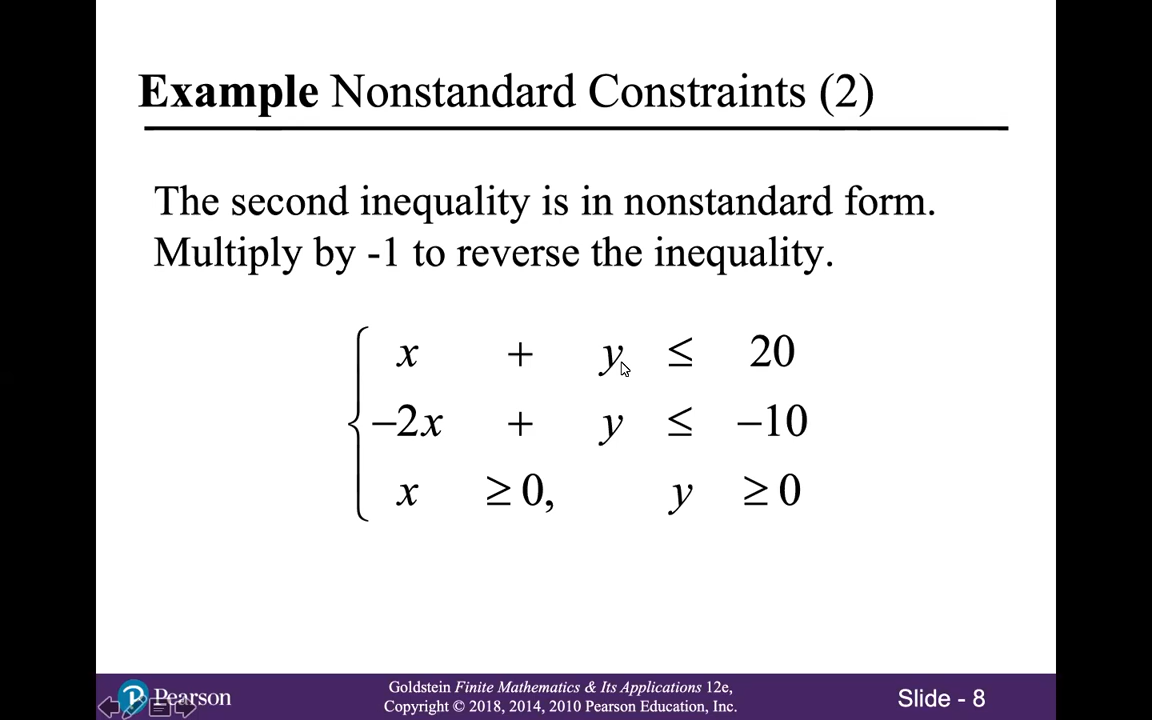 Example Nonstandard Constraints (2)
The second inequality is in nonstandard form.
Multiply by -1 to reverse the inequality.
x + y ≤ 20
−2x + y ≤ −10
x ≥ 0, y ≥ 0
Pearson
Goldstein Finite Mathematics & Its Applications 12e,
Copyright © 2018, 2014, 2010 Pearson Education, Inc.
Slide - 8